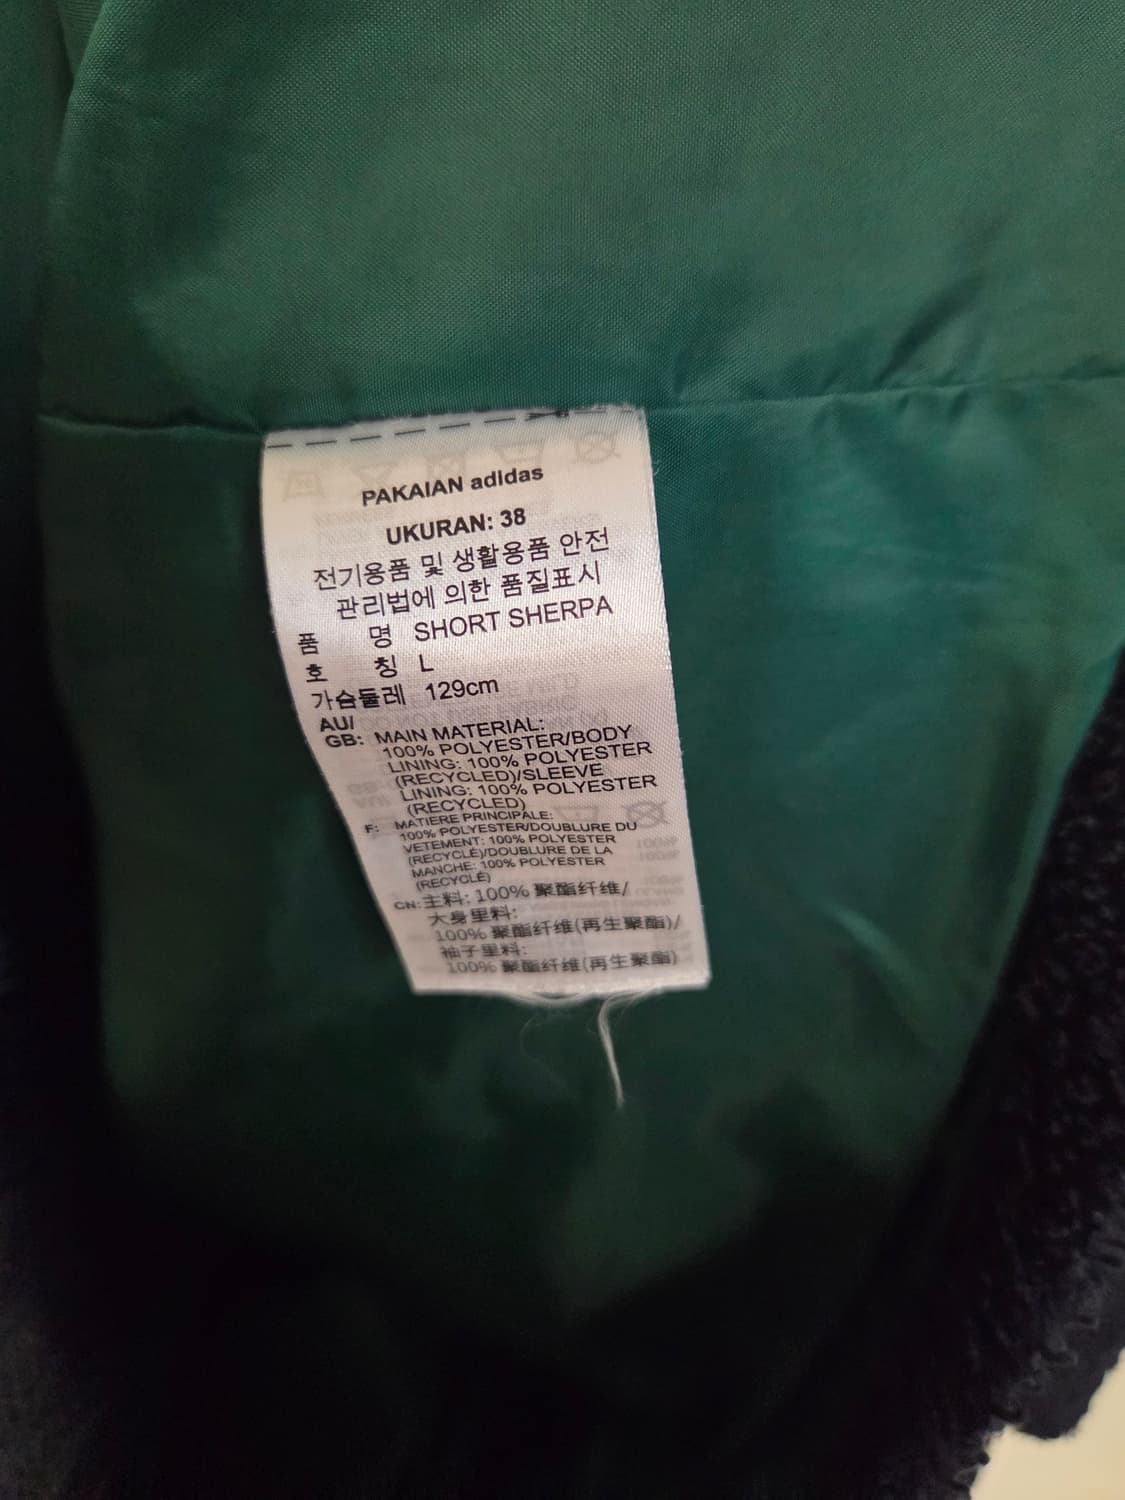 PAKAIAN adidas
UKURAN: 38
전기용품 및 생활용품 안전
관리법에 의한 품질표시
품 명 SHORT SHERPA
호 칭 L
가슴둘레 129cm
AU/
GB: MAIN MATERIAL:
100% POLYESTER/BODY
LINING: 100% POLYESTER
(RECYCLED)/SLEEVE
LINING: 100% POLYESTER
(RECYCLED)
F: MATIERE PRINCIPALE:
100% POLYESTER/DOUBLURE DU
VETEMENT: 100% POLYESTER
(RECYCLÉ)/DOUBLURE DE LA
MANCHE: 100% POLYESTER
(RECYCLÉ)
CN: 主料: 100% 聚酯纤维/
大身里料:
100% 聚酯纤维(再生聚酯)/
袖子里料:
100% 聚酯纤维(再生聚酯)